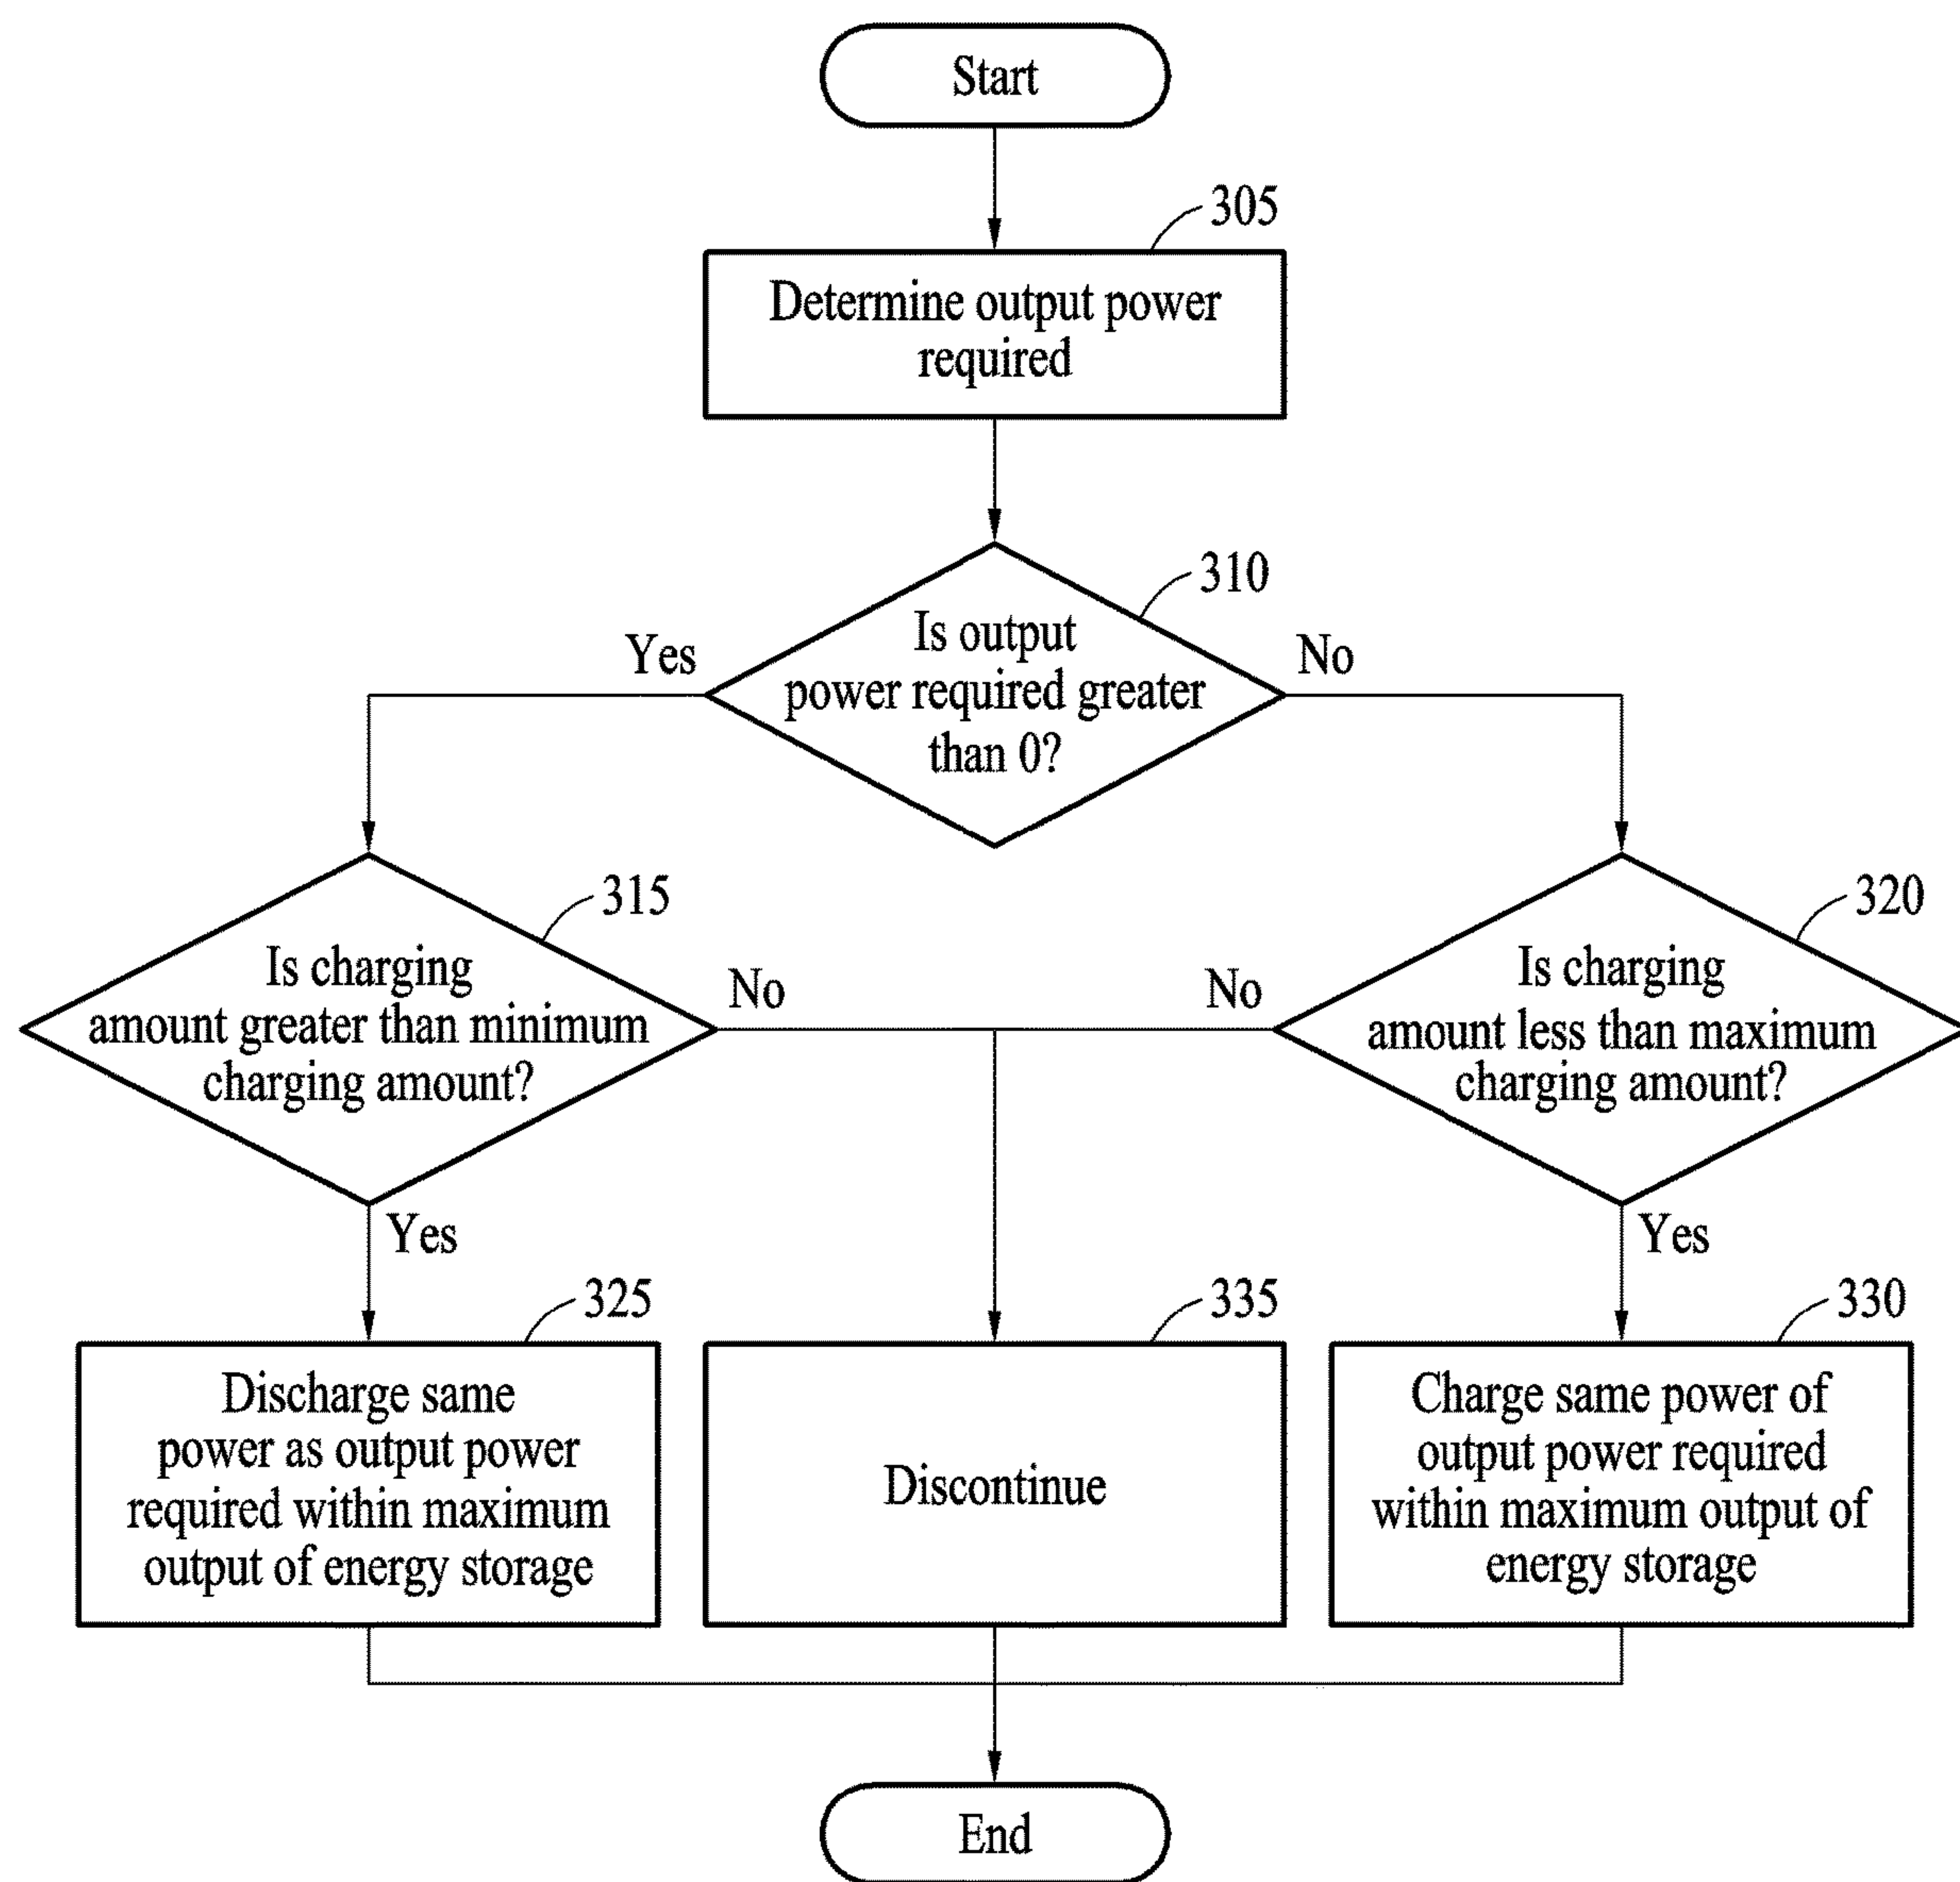 Start
305
Determine output power
required
310
Is output
power required greater
than 0?
Yes
No
315
Is charging
amount greater than minimum
charging amount?
No
320
Is charging
amount less than maximum
charging amount?
No
Yes
Yes
325
Discharge same
power as output power
required within maximum
output of energy storage
335
Discontinue
330
Charge same power of
output power required
within maximum output of
energy storage
End